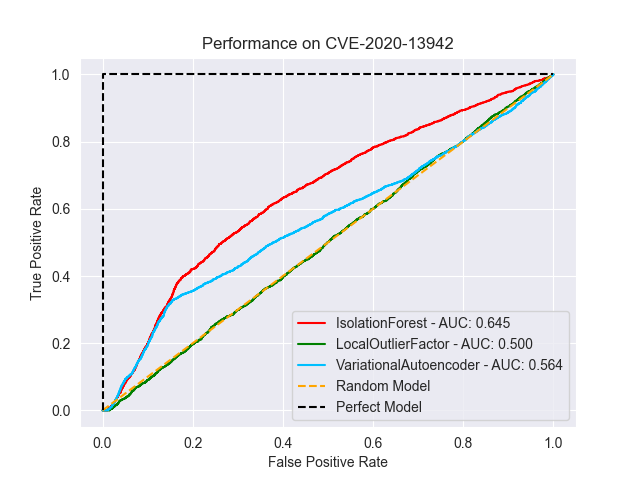 Performance on CVE-2020-13942
True Positive Rate
1.0
0.8
0.6
0.4
0.2
0.0
IsolationForest - AUC: 0.645
LocalOutlierFactor - AUC: 0.500
VariationalAutoencoder - AUC: 0.564
Random Model
Perfect Model
0.0 0.2 0.4 0.6 0.8 1.0
False Positive Rate